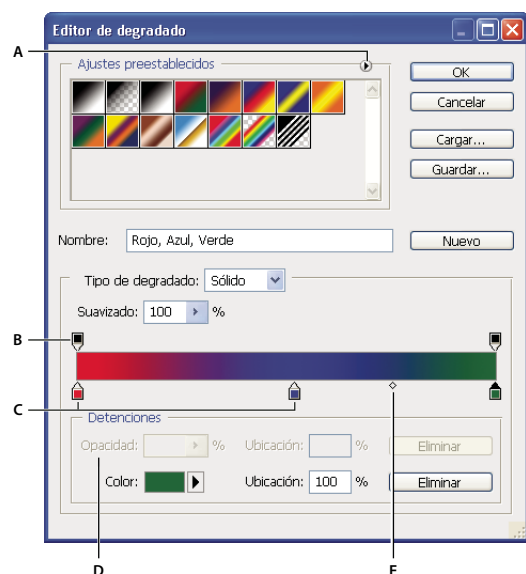 Editor de degradado
A
Ajustes preestablecidos
OK
Cancelar
Cargar...
Guardar...
Nombre: Rojo, Azul, Verde
Nuevo
Tipo de degradado: Sólido
Suavizado: 100 %
B
C
Detenciones
Opacidad: % Ubicación: % Eliminar
Color: Ubicación: 100 % Eliminar
D E